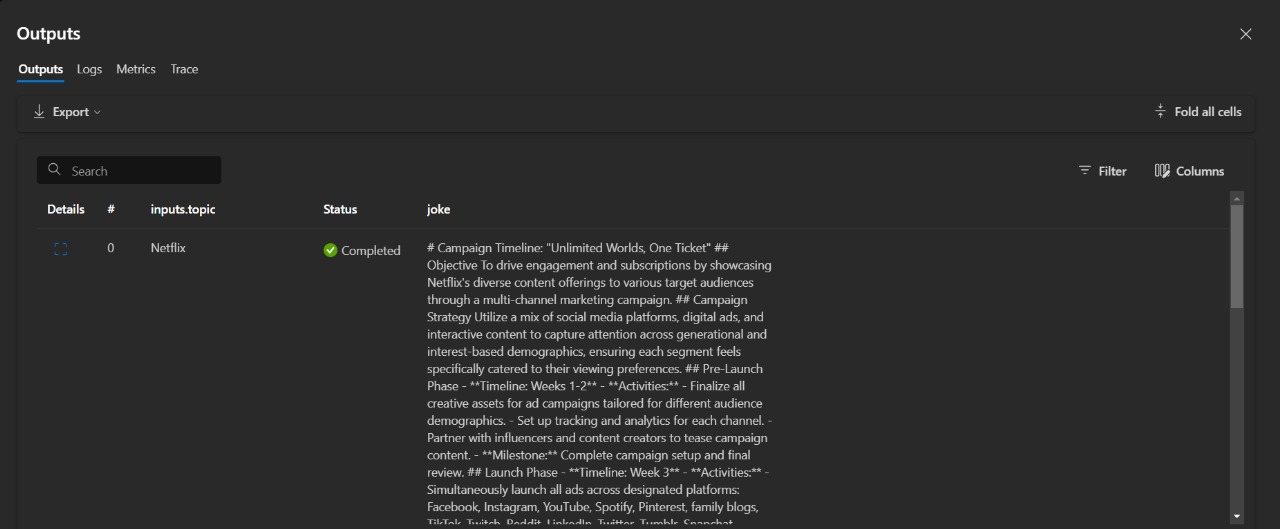 Outputs
Outputs Logs Metrics Trace
Export
Fold all cells
Search
Filter
Columns
Details # inputs.topic Status joke
0 Netflix Completed # Campaign Timeline: "Unlimited Worlds, One Ticket" ##
Objective To drive engagement and subscriptions by showcasing
Netflix's diverse content offerings to various target audiences
through a multi-channel marketing campaign. ## Campaign
Strategy Utilize a mix of social media platforms, digital ads, and
interactive content to capture attention across generational and
interest-based demographics, ensuring each segment feels
specifically catered to their viewing preferences. ## Pre-Launch
Phase - **Timeline: Weeks 1-2** - **Activities:** - Finalize all
creative assets for ad campaigns tailored for different audience
demographics. - Set up tracking and analytics for each channel. -
Partner with influencers and content creators to tease campaign
content. - **Milestone:** Complete campaign setup and final
review. ## Launch Phase - **Timeline: Week 3** - **Activities:** -
Simultaneously launch all ads across designated platforms:
Facebook, Instagram, YouTube, Spotify, Pinterest, family blogs,
TikTok, Twitch, Reddit, LinkedIn, Twitter, Tumblr, Snapchat,